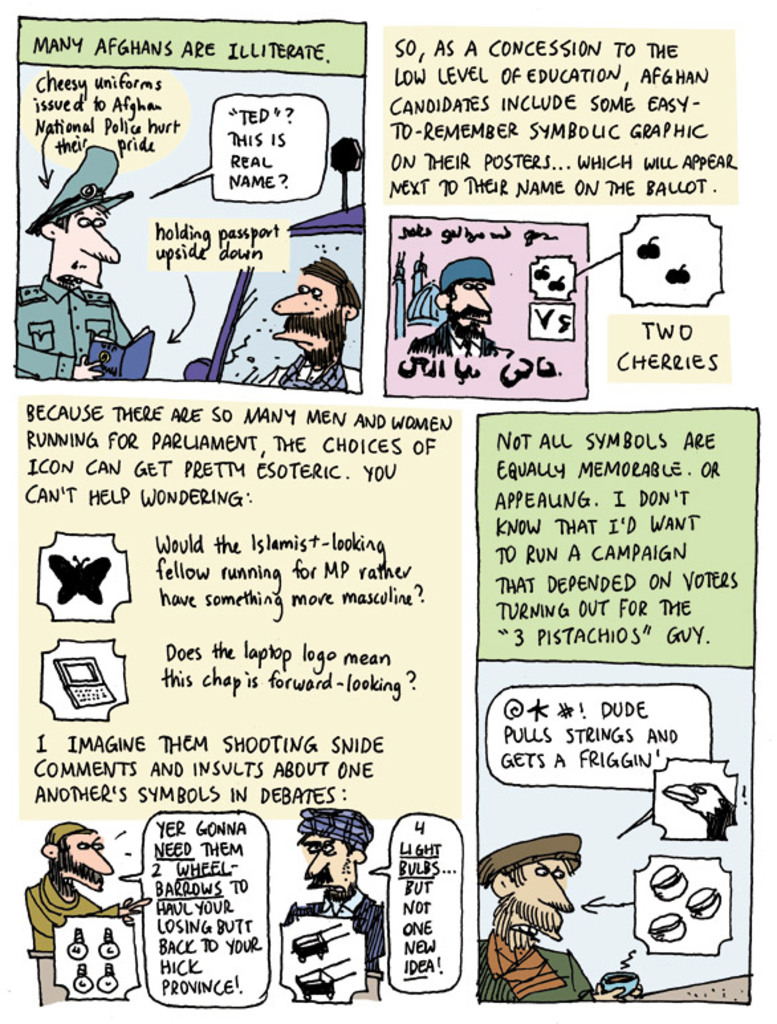 MANY AFGHANS ARE ILLITERATE.
Cheesy uniforms
issued to Afghan
National Police hurt
their pride
"TED"?
THIS IS
REAL
NAME?
holding passport
upside down
SO, AS A CONCESSION TO THE
LOW LEVEL OF EDUCATION, AFGHAN
CANDIDATES INCLUDE SOME EASY-
TO-REMEMBER SYMBOLIC GRAPHIC
ON THEIR POSTERS... WHICH WILL APPEAR
NEXT TO THEIR NAME ON THE BALLOT.
TWO
CHERRIES
BECAUSE THERE ARE SO MANY MEN AND WOMEN
RUNNING FOR PARLIAMENT, THE CHOICES OF
ICON CAN GET PRETTY ESOTERIC. YOU
CAN'T HELP WONDERING:
Would the Islamist-looking
fellow running for MP rather
have something more masculine?
Does the laptop logo mean
this chap is forward-looking?
I IMAGINE THEM SHOOTING SNIDE
COMMENTS AND INSULTS ABOUT ONE
ANOTHER'S SYMBOLS IN DEBATES:
YER GONNA
NEED THEM
2 WHEEL-
BARROWS TO
HAUL YOUR
LOSING BUTT
BACK TO YOUR
HICK
PROVINCE!
4
LIGHT
BULBS...
BUT
NOT
ONE
NEW
IDEA!
NOT ALL SYMBOLS ARE
EQUALLY MEMORABLE. OR
APPEALING. I DON'T
KNOW THAT I'D WANT
TO RUN A CAMPAIGN
THAT DEPENDED ON VOTERS
TURNING OUT FOR THE
"3 PISTACHIOS" GUY.
@*#! DUDE
PULLS STRINGS AND
GETS A FRIGGIN'
!